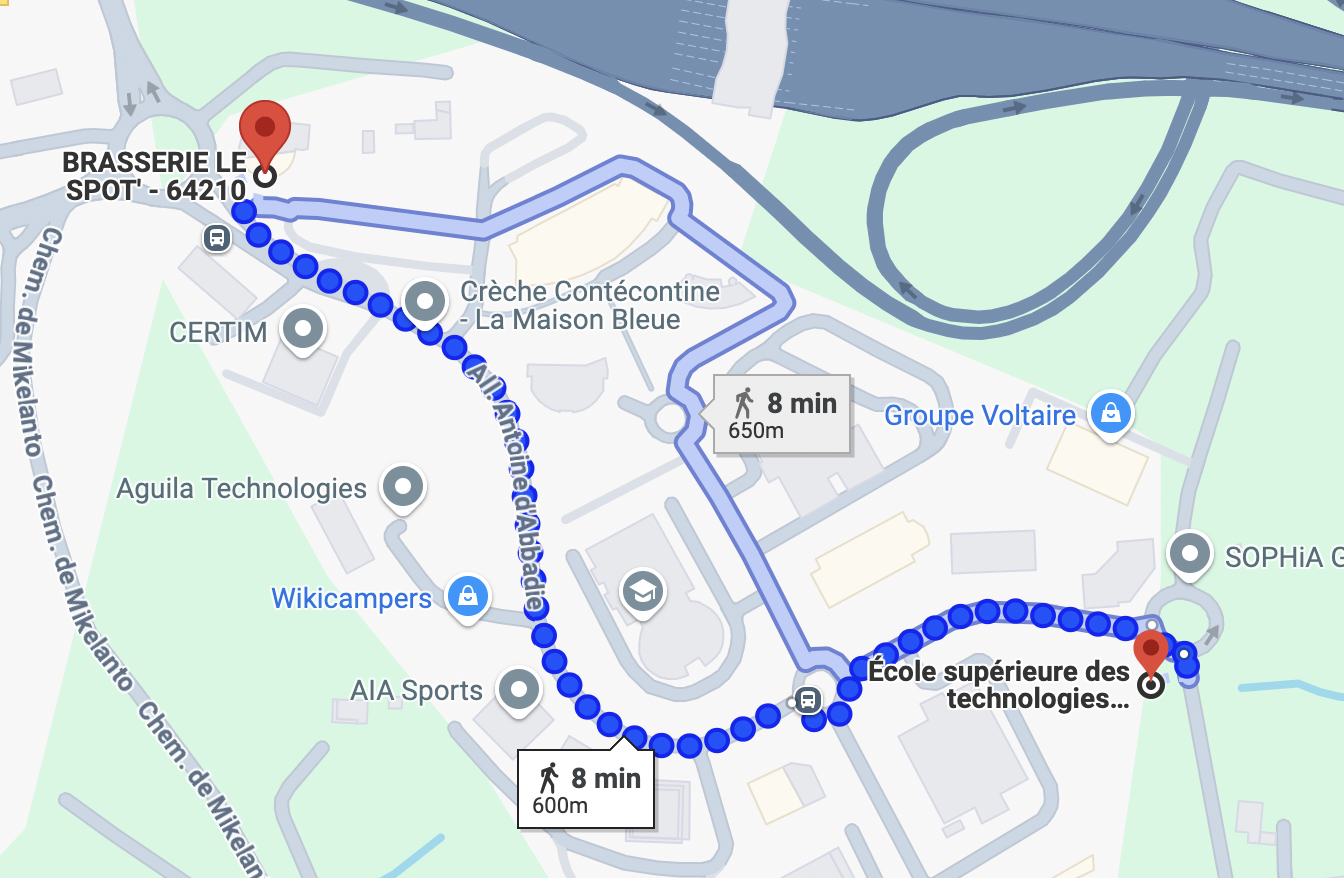 BRASSERIE LE
SPOT' - 64210
Crèche Contécontine
- La Maison Bleue
CERTIM
Chem. de Mikelanto
All. Antoine d'Abbadie
8 min
650m
Groupe Voltaire
Aguila Technologies
Chem. de Mikelanto
SOPHiA G
Wikicampers
École supérieure des
technologies...
AIA Sports
Chem. de Mikelan
8 min
600m